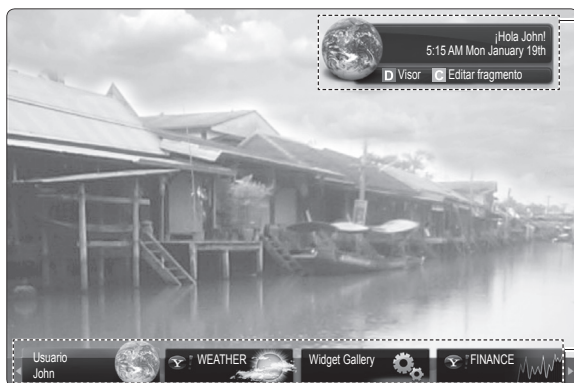 ¡Hola John!
5:15 AM Mon January 19th
D Visor C Editar fragmento
Usuario
John
Y! WEATHER
Widget Gallery
Y! FINANCE